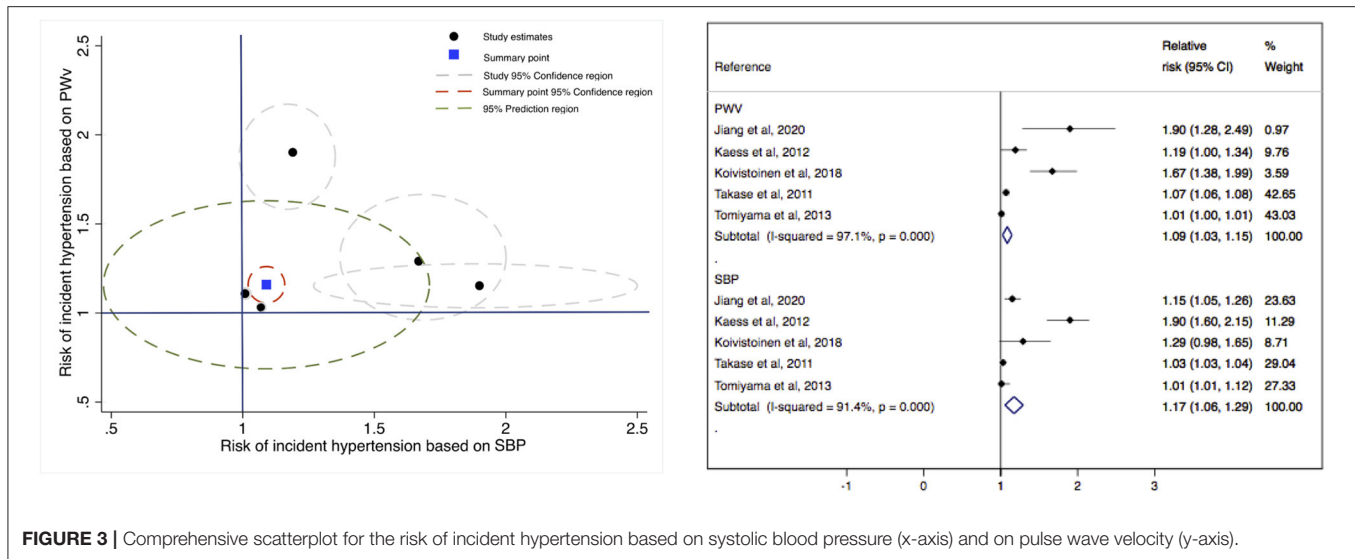 2.5
2
1.5
1
.5
Risk of incident hypertension based on PWv
Study estimates
Summary point
Study 95% Confidence region
Summary point 95% Confidence region
95% Prediction region
.5 1 1.5 2 2.5
Risk of incident hypertension based on SBP
Relative %
Reference risk (95% CI) Weight
PWV
Jiang et al, 2020 1.90 (1.28, 2.49) 0.97
Kaess et al, 2012 1.19 (1.00, 1.34) 9.76
Koivistoinen et al, 2018 1.67 (1.38, 1.99) 3.59
Takase et al, 2011 1.07 (1.06, 1.08) 42.65
Tomiyama et al, 2013 1.01 (1.00, 1.01) 43.03
Subtotal (I-squared = 97.1%, p = 0.000) 1.09 (1.03, 1.15) 100.00
.
SBP
Jiang et al, 2020 1.15 (1.05, 1.26) 23.63
Kaess et al, 2012 1.90 (1.60, 2.15) 11.29
Koivistoinen et al, 2018 1.29 (0.98, 1.65) 8.71
Takase et al, 2011 1.03 (1.03, 1.04) 29.04
Tomiyama et al, 2013 1.01 (1.01, 1.12) 27.33
Subtotal (I-squared = 91.4%, p = 0.000) 1.17 (1.06, 1.29) 100.00
.
-1 0 1 2 3
FIGURE 3 | Comprehensive scatterplot for the risk of incident hypertension based on systolic blood pressure (x-axis) and on pulse wave velocity (y-axis).